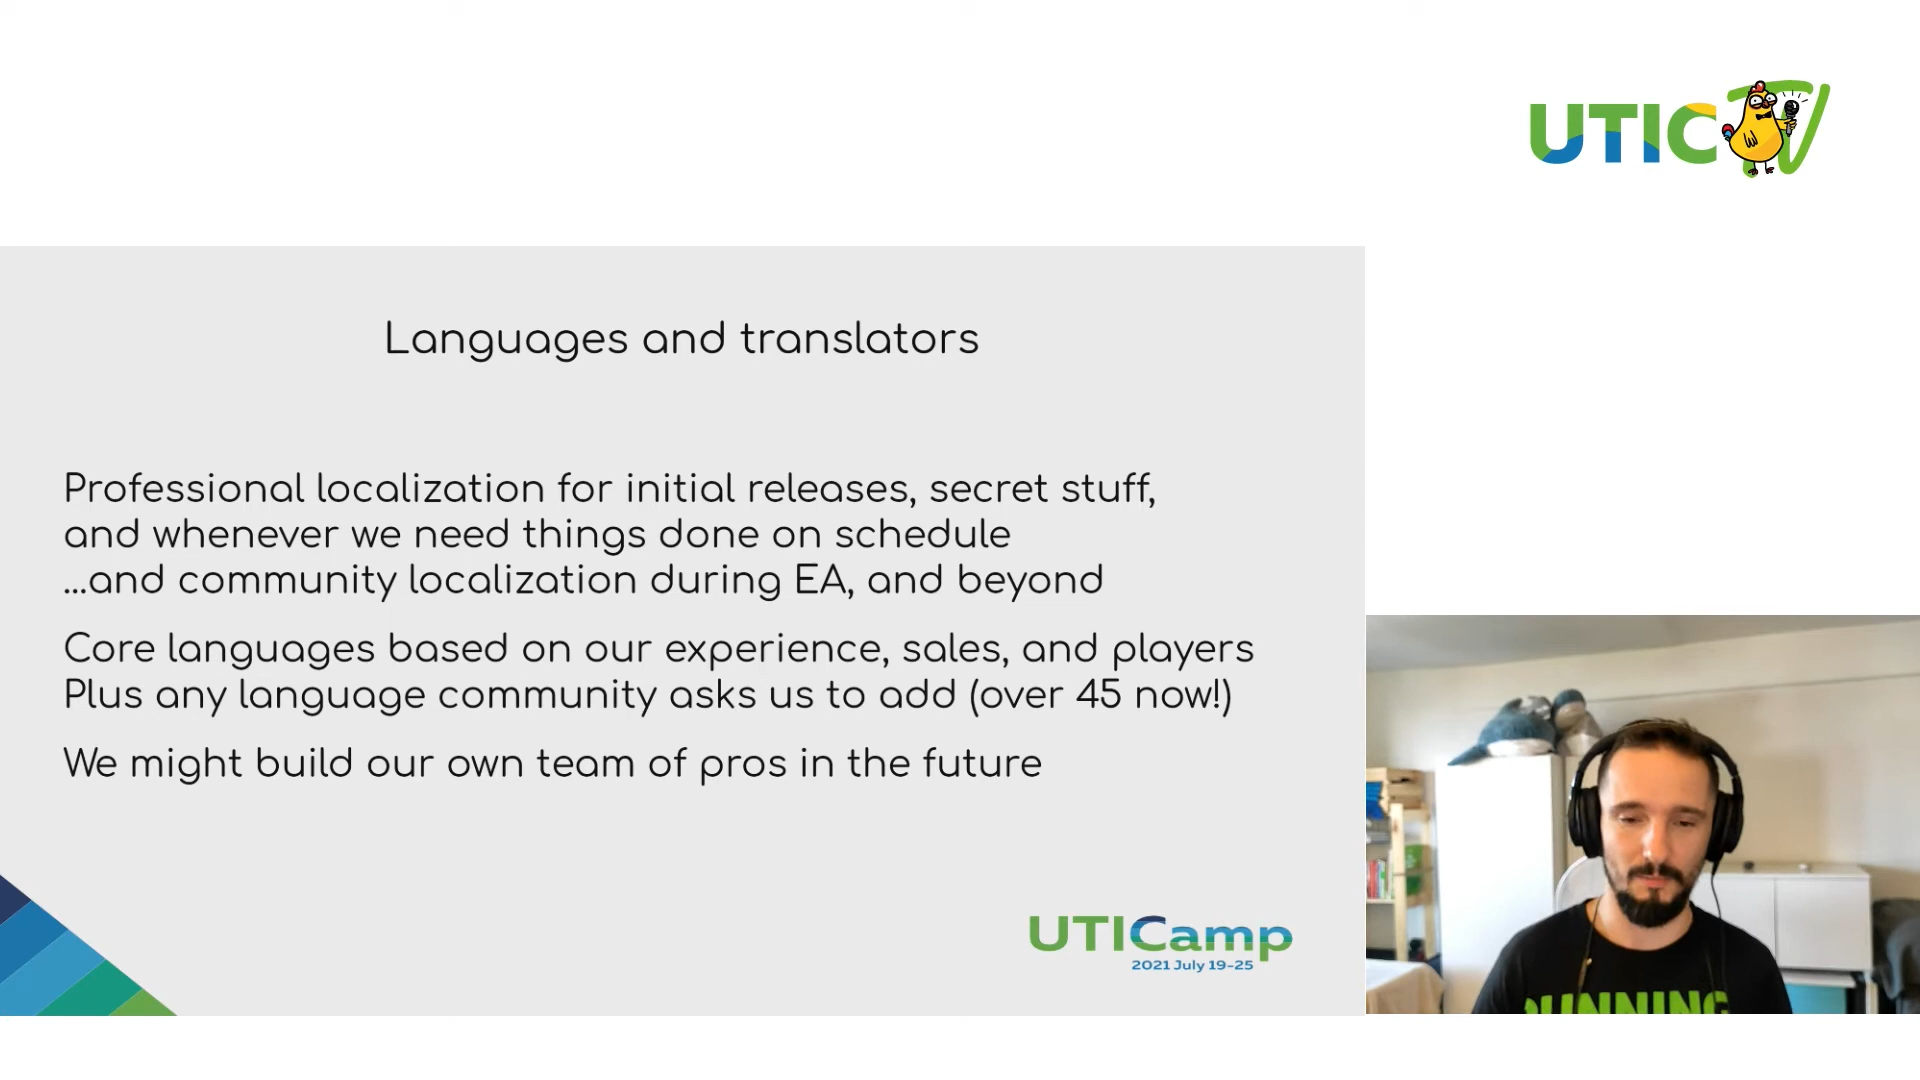 UTIC TV
Languages and translators
Professional localization for initial releases, secret stuff,
and whenever we need things done on schedule
...and community localization during EA, and beyond
Core languages based on our experience, sales, and players
Plus any language community asks us to add (over 45 now!)
We might build our own team of pros in the future
UTICamp
2021 July 19-25
RUNNING